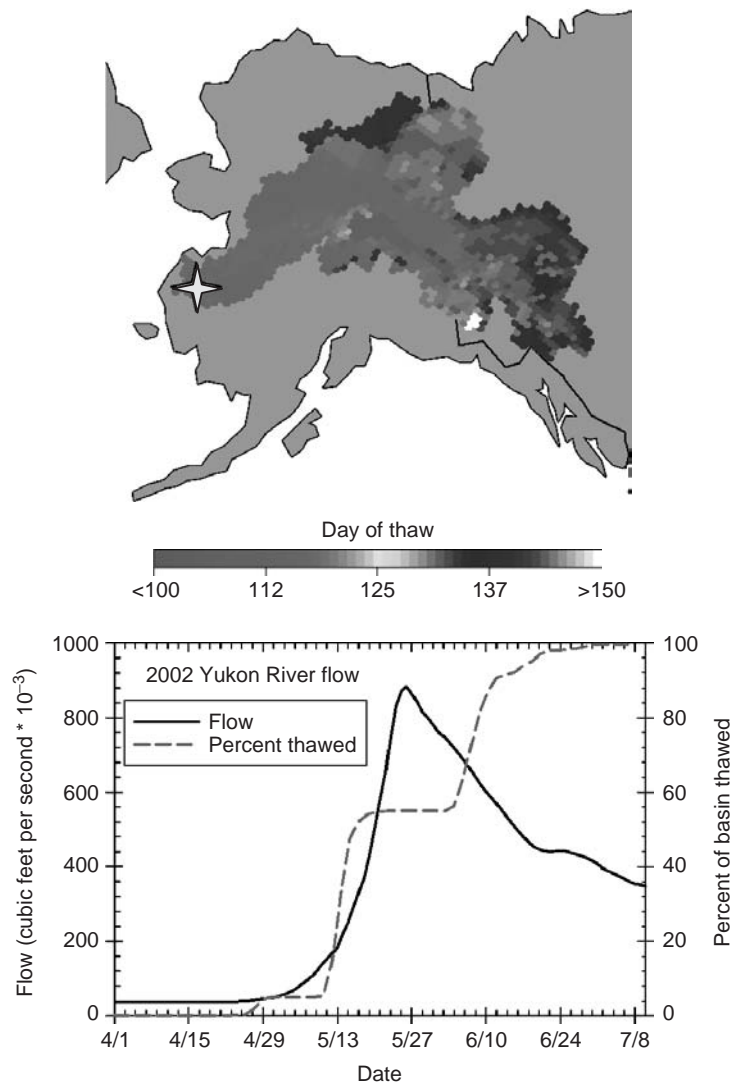 Day of thaw
<100 112 125 137 >150
2002 Yukon River flow
Flow
Percent thawed
Flow (cubic feet per second * 10⁻³)
1000
800
600
400
200
0
Percent of basin thawed
100
80
60
40
20
0
4/1 4/15 4/29 5/13 5/27 6/10 6/24 7/8
Date